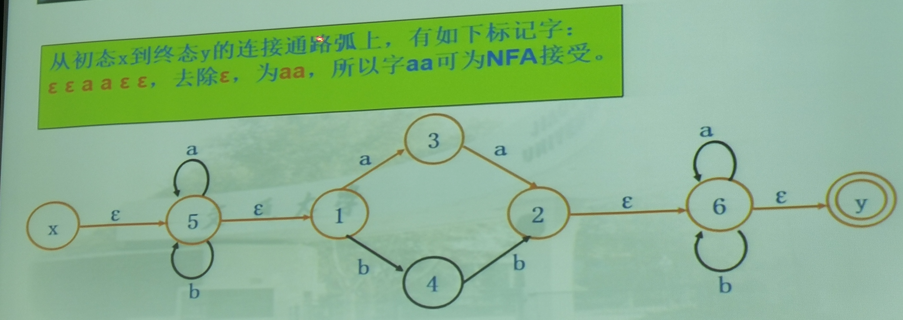 从初态x到终态y的连接通路弧上，有如下标记字：
ε ε a a ε ε，去除ε，为aa，所以字aa可为NFA接受。
3
a
a
a
a
x
ε
5
ε
1
2
ε
6
ε
y
b
b
4
b
b